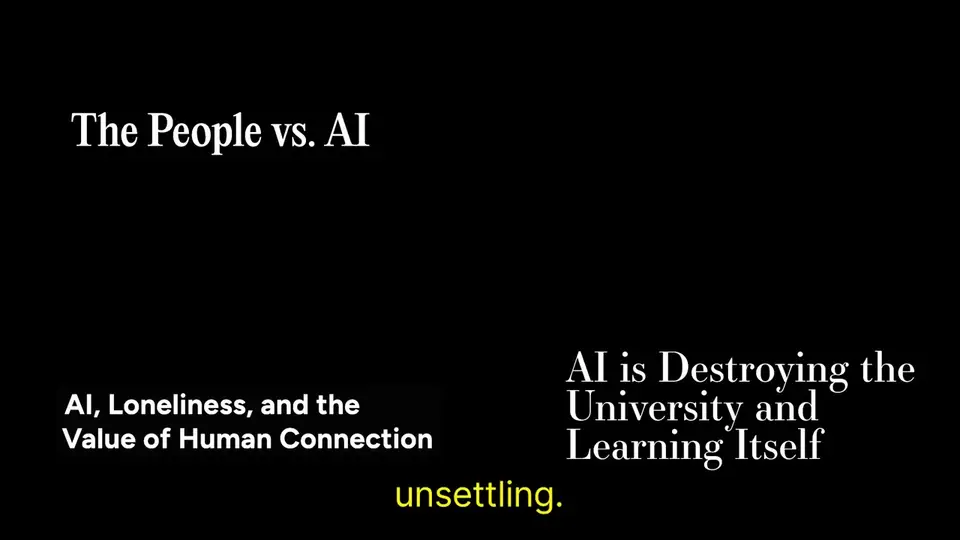 The People vs. AI
AI, Loneliness, and the
Value of Human Connection
AI is Destroying the
University and
Learning Itself
unsettling.